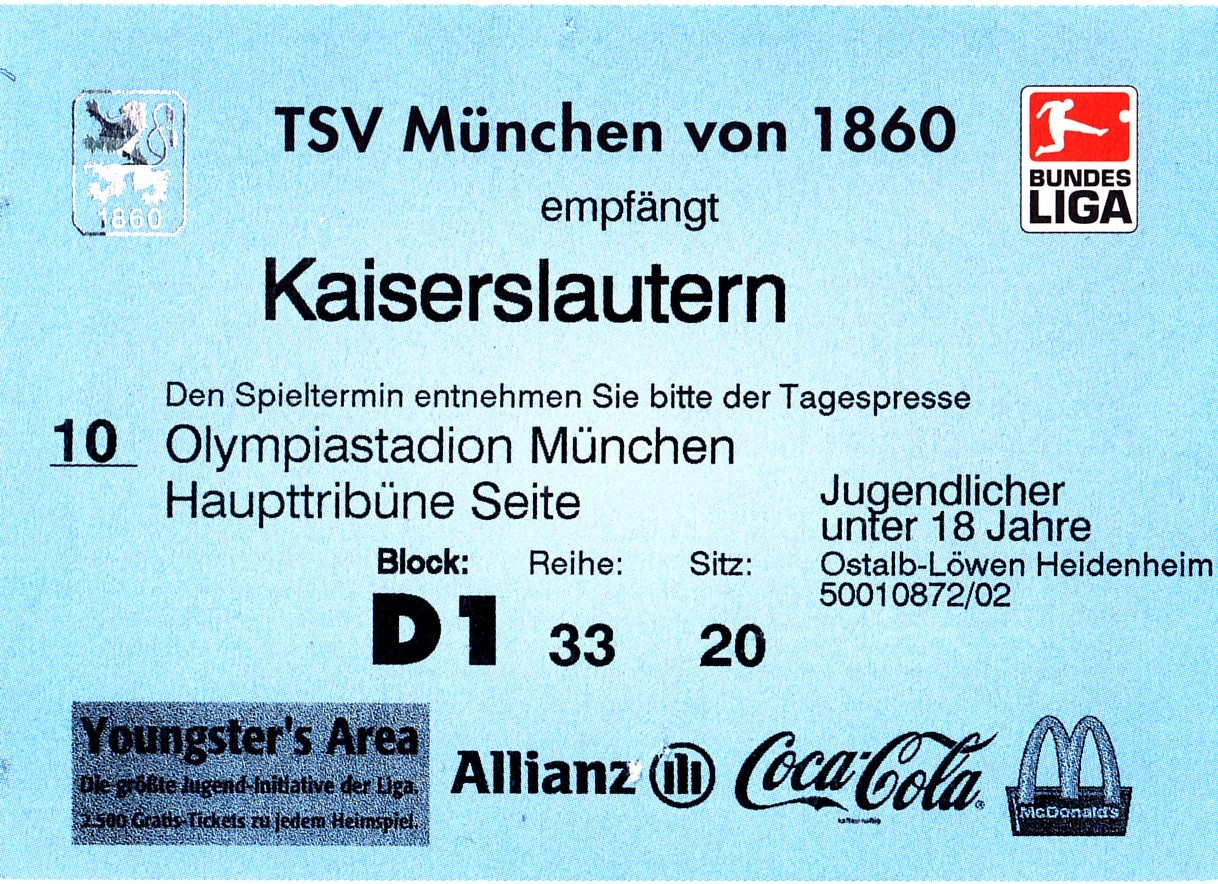 TSV München von 1860
1860
BUNDES
LIGA
empfängt
Kaiserslautern
Den Spieltermin entnehmen Sie bitte der Tagespresse
10 Olympiastadion München
Haupttribüne Seite
Jugendlicher
unter 18 Jahre
Ostalb-Löwen Heidenheim
50010872/02
Block: Reihe: Sitz:
D1 33 20
Youngster's Area
Die größte Jugend-Initiative der Liga.
2.500 Gratis-Tickets zu jedem Heimspiel.
Allianz
Coca-Cola
koffeinhaltig
McDonald's